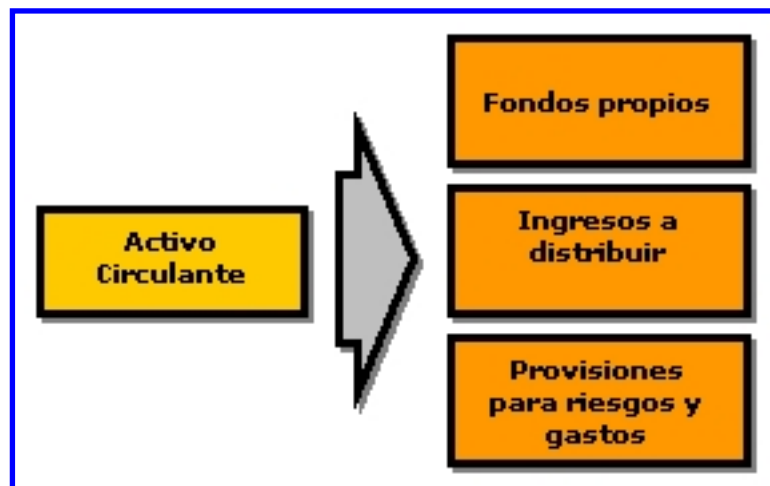 Activo
Circulante
Fondos propios
Ingresos a
distribuir
Provisiones
para riesgos y
gastos